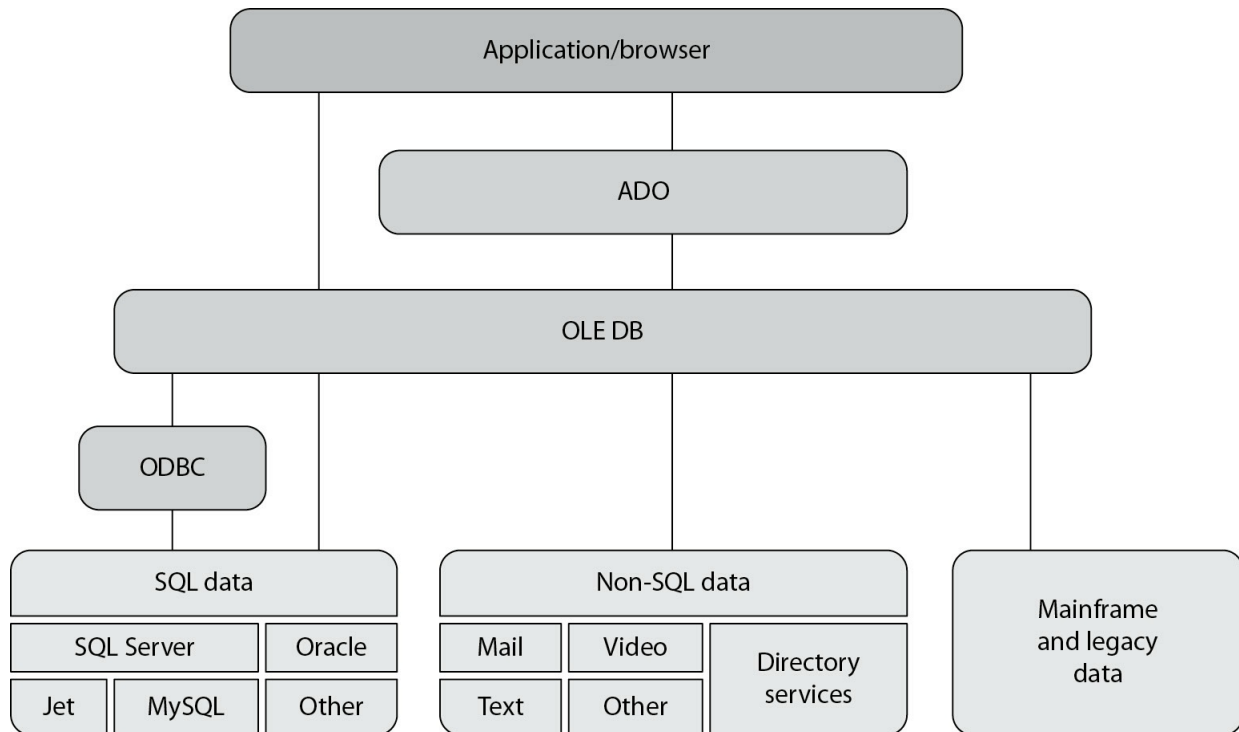 Application/browser
ADO
OLE DB
ODBC
SQL data
SQL Server
Oracle
Jet
MySQL
Other
Non-SQL data
Mail
Video
Text
Other
Directory
services
Mainframe
and legacy
data